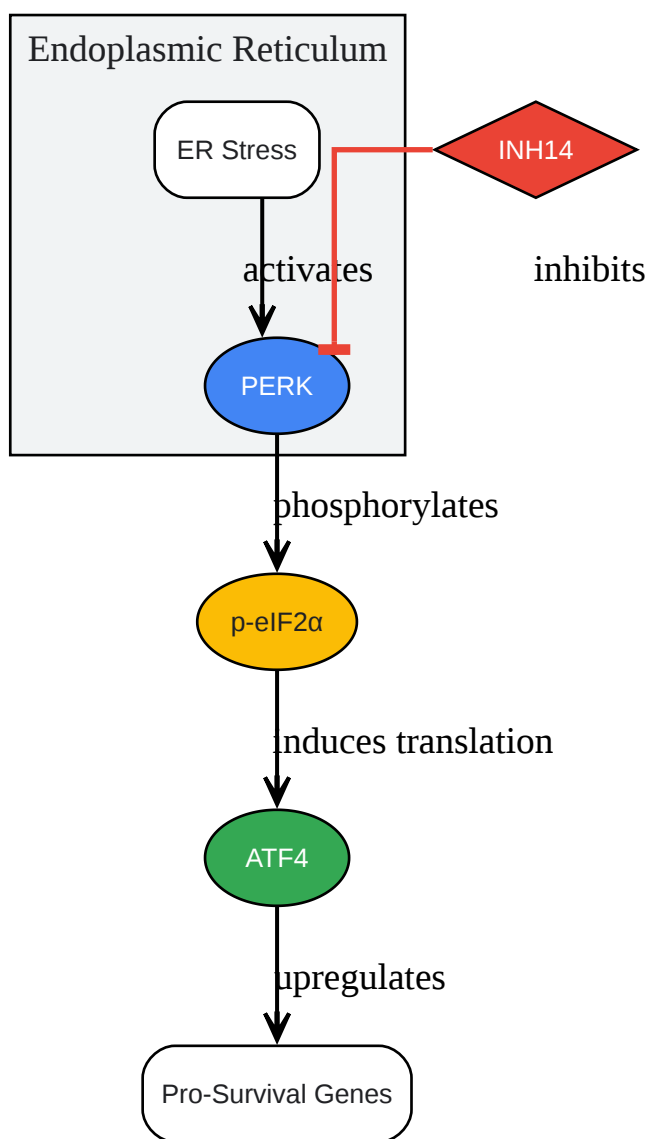 Endoplasmic Reticulum
ER Stress
INH14
activates
inhibits
PERK
phosphorylates
p-eIF2α
induces translation
ATF4
upregulates
Pro-Survival Genes